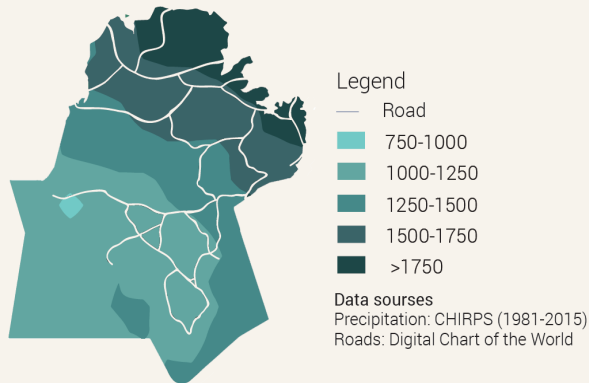 Legend
Road
750-1000
1000-1250
1250-1500
1500-1750
>1750
Data sourses
Precipitation: CHIRPS (1981-2015)
Roads: Digital Chart of the World